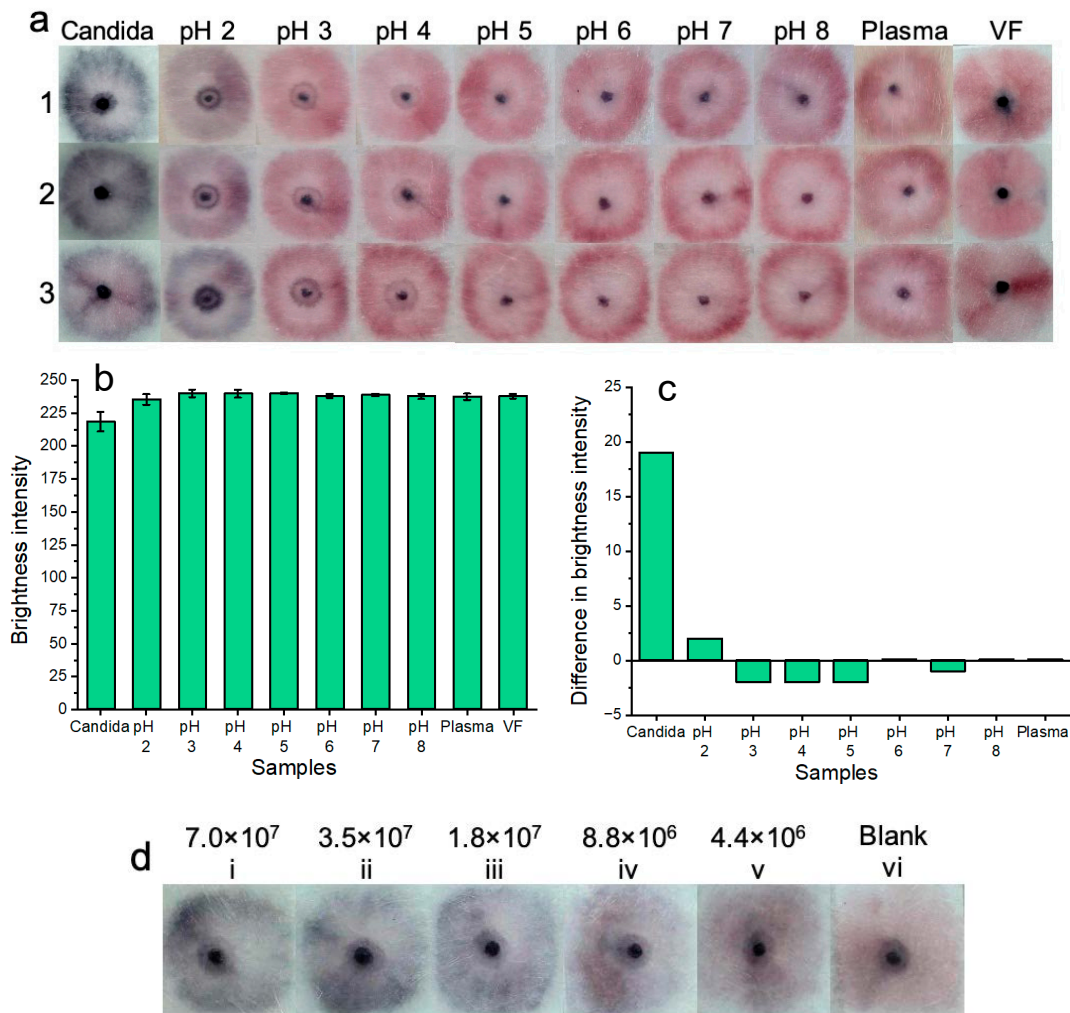 a
Candida pH 2 pH 3 pH 4 pH 5 pH 6 pH 7 pH 8 Plasma VF
1
2
3
b
Brightness intensity
250
225
200
175
150
125
100
75
50
25
0
Candida pH 2 pH 3 pH 4 pH 5 pH 6 pH 7 pH 8 Plasma VF
Samples
c
Difference in brightness intensity
25
20
15
10
5
0
−5
Candida pH 2 pH 3 pH 4 pH 5 pH 6 pH 7 pH 8 Plasma
Samples
d
7.0×10⁷ 3.5×10⁷ 1.8×10⁷ 8.8×10⁶ 4.4×10⁶ Blank
i ii iii iv v vi